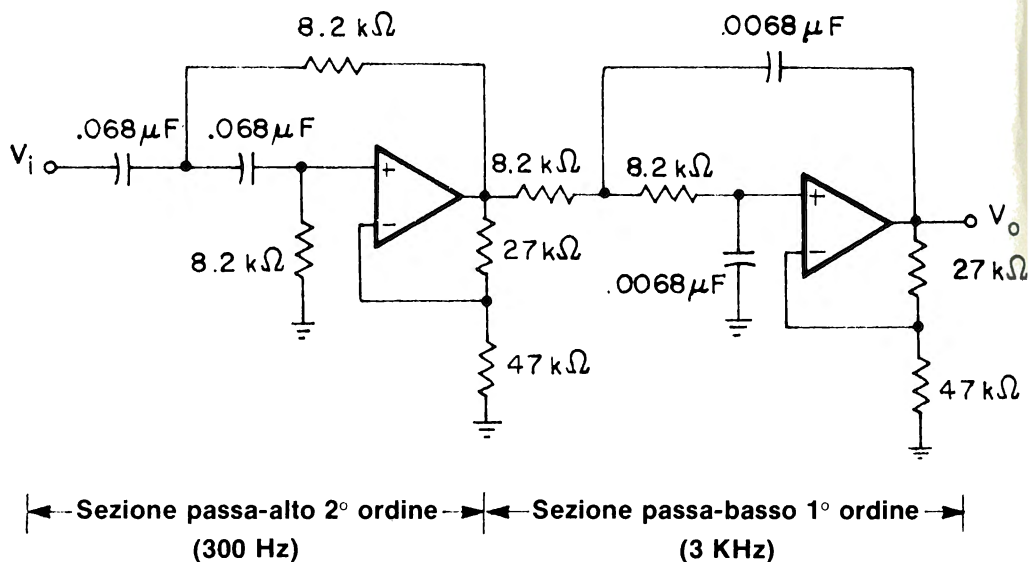 8.2 kΩ
.0068 μF
.068 μF
.068 μF
Vi
+
−
8.2 kΩ
8.2 kΩ
8.2 kΩ
27 kΩ
47 kΩ
.0068 μF
+
−
Vo
27 kΩ
47 kΩ
Sezione passa-alto 2° ordine
(300 Hz)
Sezione passa-basso 1° ordine
(3 KHz)